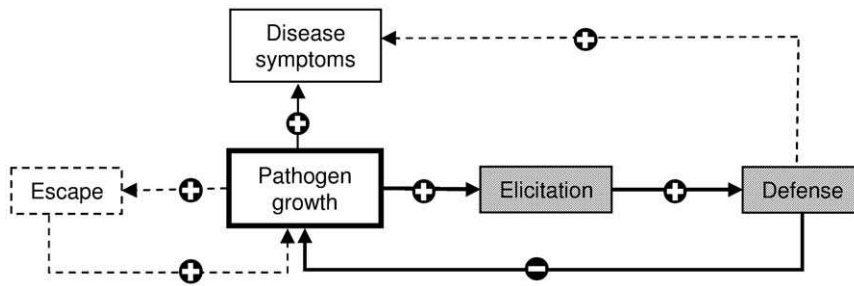 Disease
symptoms
Escape
Pathogen
growth
Elicitation
Defense